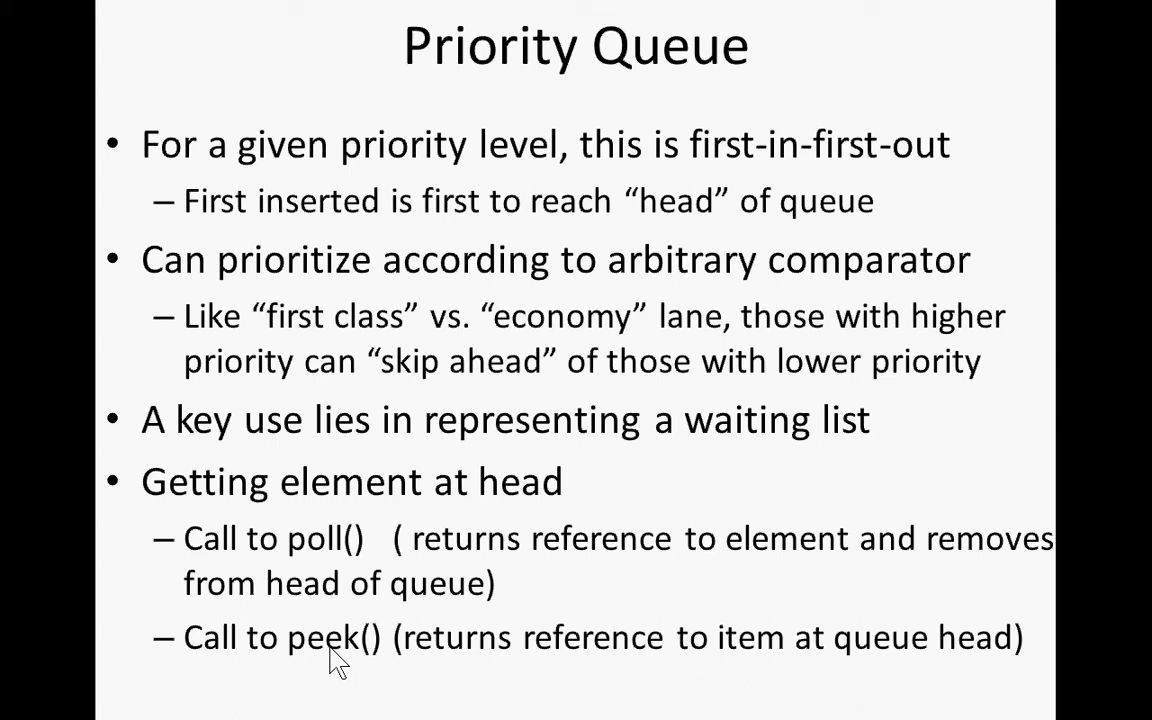 Priority Queue
• For a given priority level, this is first-in-first-out
– First inserted is first to reach “head” of queue
• Can prioritize according to arbitrary comparator
– Like “first class” vs. “economy” lane, those with higher
priority can “skip ahead” of those with lower priority
• A key use lies in representing a waiting list
• Getting element at head
– Call to poll() ( returns reference to element and removes
from head of queue)
– Call to peek() (returns reference to item at queue head)